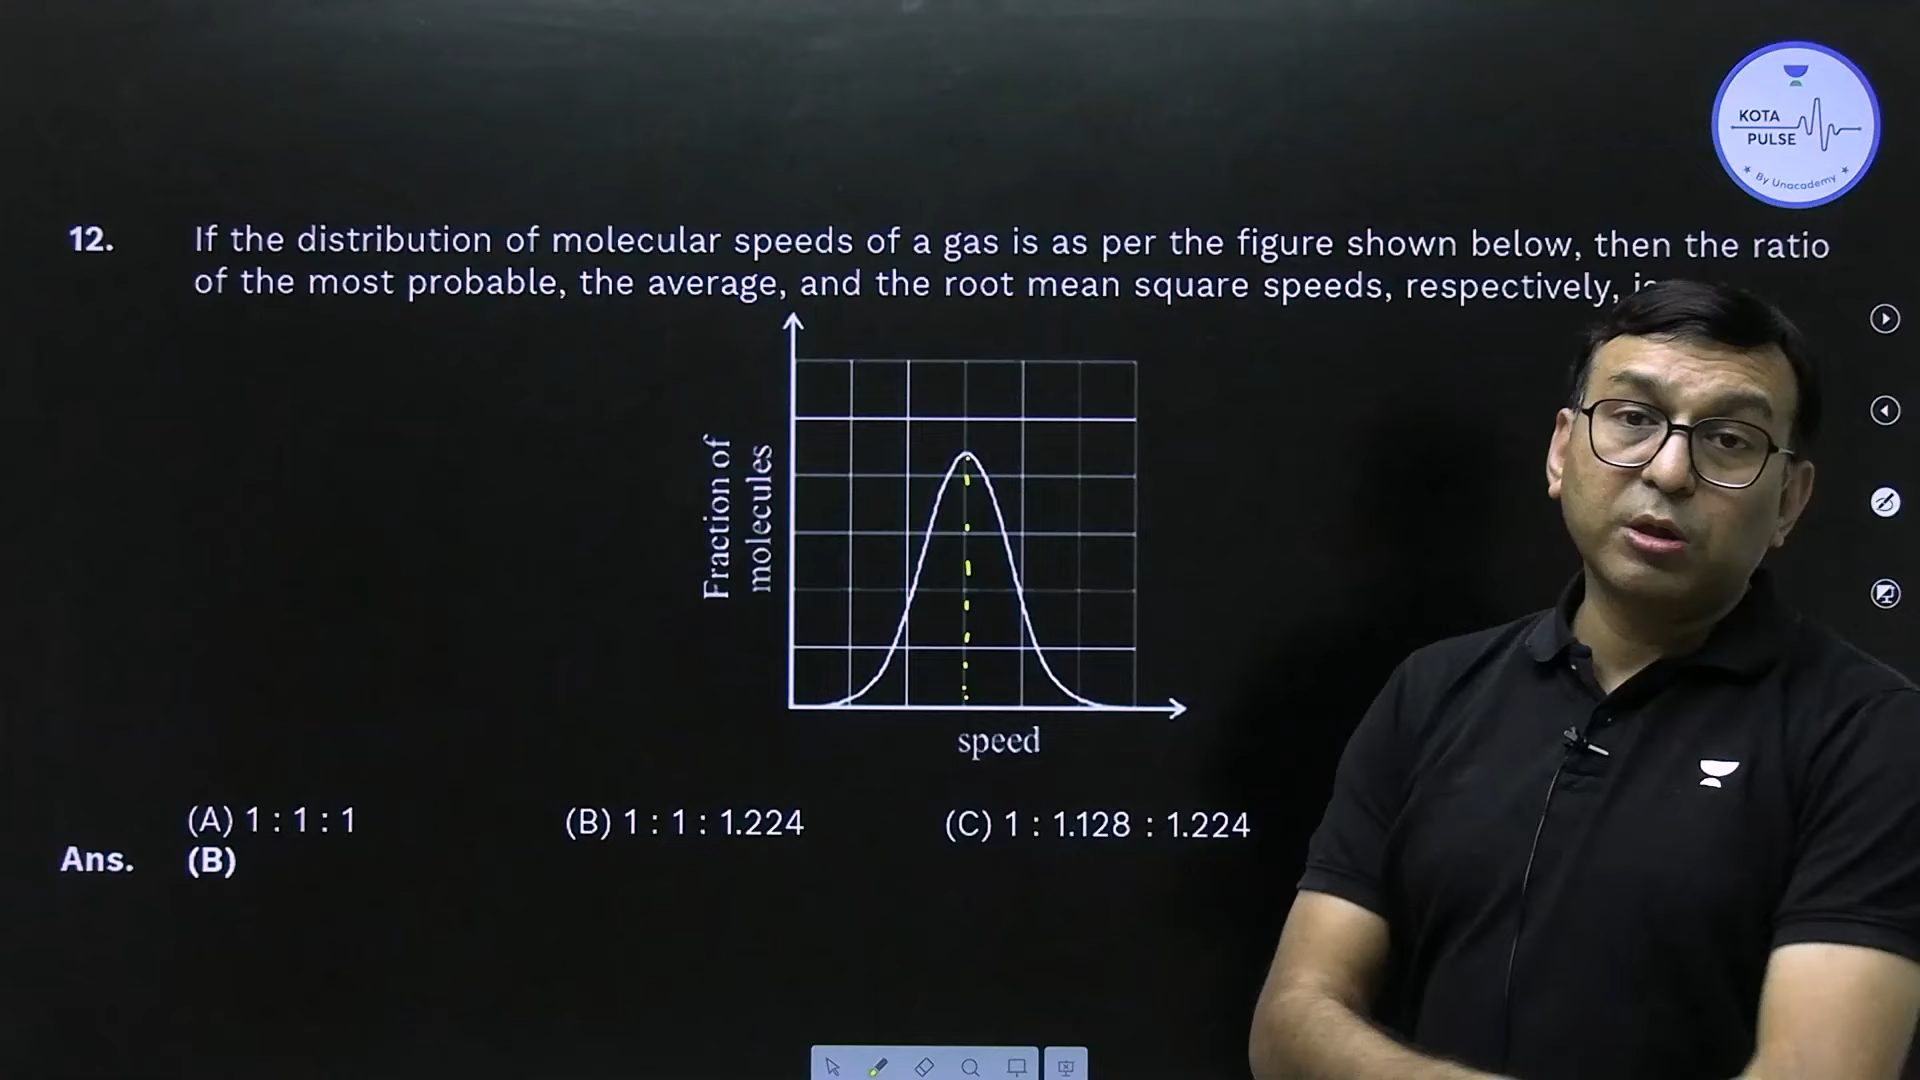 KOTA
PULSE
★ By Unacademy ★
12. If the distribution of molecular speeds of a gas is as per the figure shown below, then the ratio
of the most probable, the average, and the root mean square speeds, respectively,
Fraction of
molecules
speed
(A) 1 : 1 : 1 (B) 1 : 1 : 1.224 (C) 1 : 1.128 : 1.224
Ans. (B)